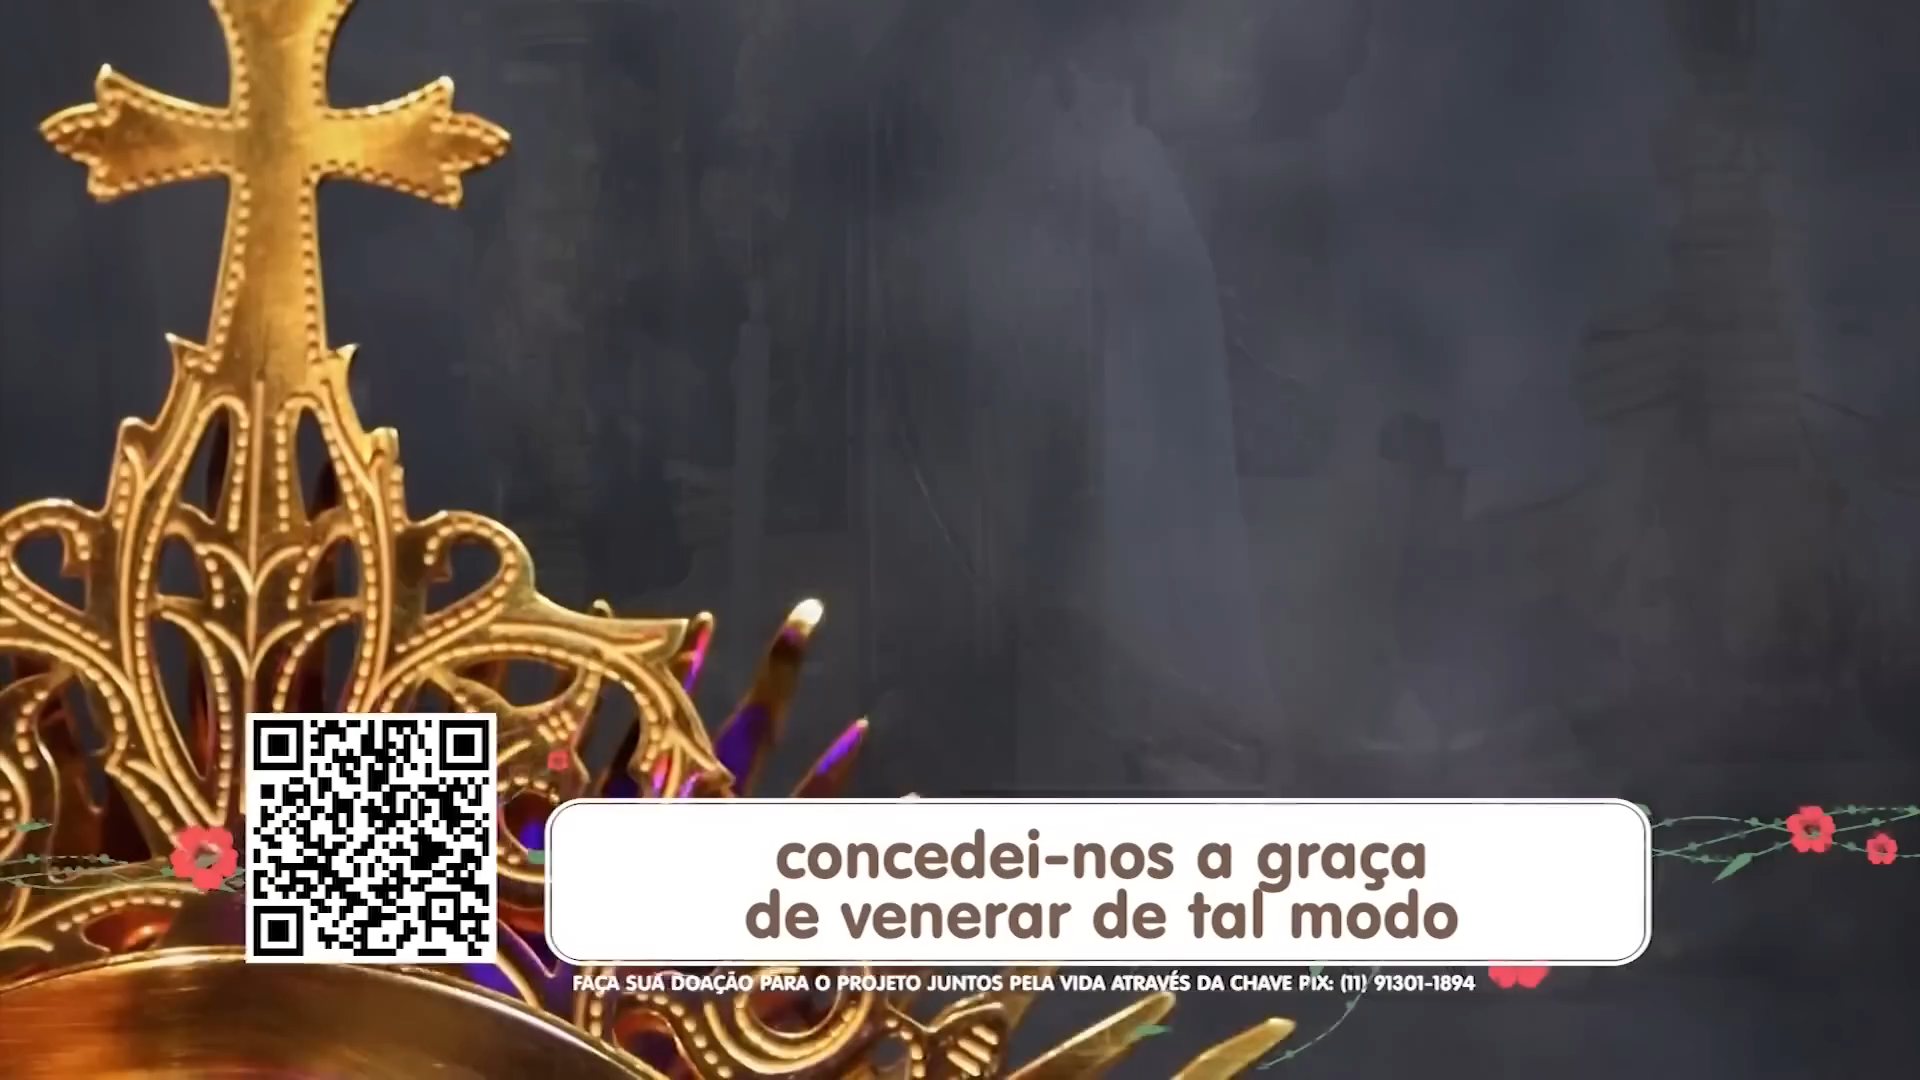 concedei-nos a graça
de venerar de tal modo
FAÇA SUA DOAÇÃO PARA O PROJETO JUNTOS PELA VIDA ATRAVÉS DA CHAVE PIX: (11) 91301-1894